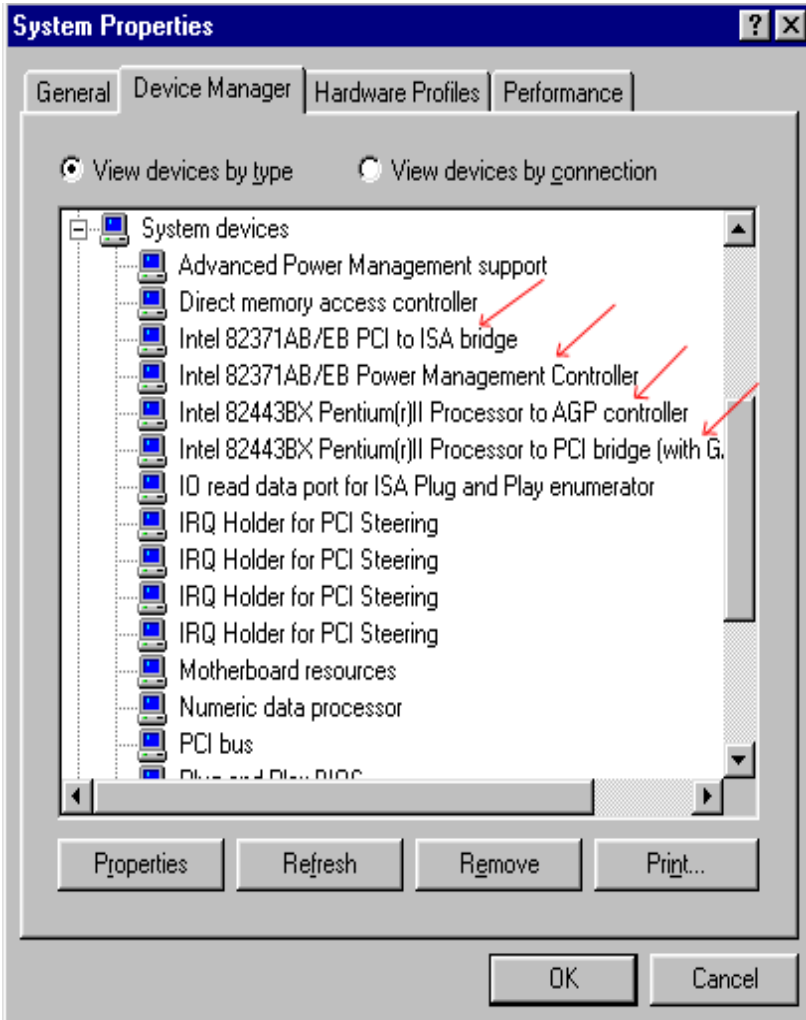 System Properties
General Device Manager Hardware Profiles Performance
View devices by type View devices by connection
System devices
Advanced Power Management support
Direct memory access controller
Intel 82371AB/EB PCI to ISA bridge
Intel 82371AB/EB Power Management Controller
Intel 82443BX Pentium(r)II Processor to AGP controller
Intel 82443BX Pentium(r)II Processor to PCI bridge (with G.
IO read data port for ISA Plug and Play enumerator
IRQ Holder for PCI Steering
IRQ Holder for PCI Steering
IRQ Holder for PCI Steering
IRQ Holder for PCI Steering
Motherboard resources
Numeric data processor
PCI bus
Plug and Play BIOS
Properties Refresh Remove Print...
OK Cancel